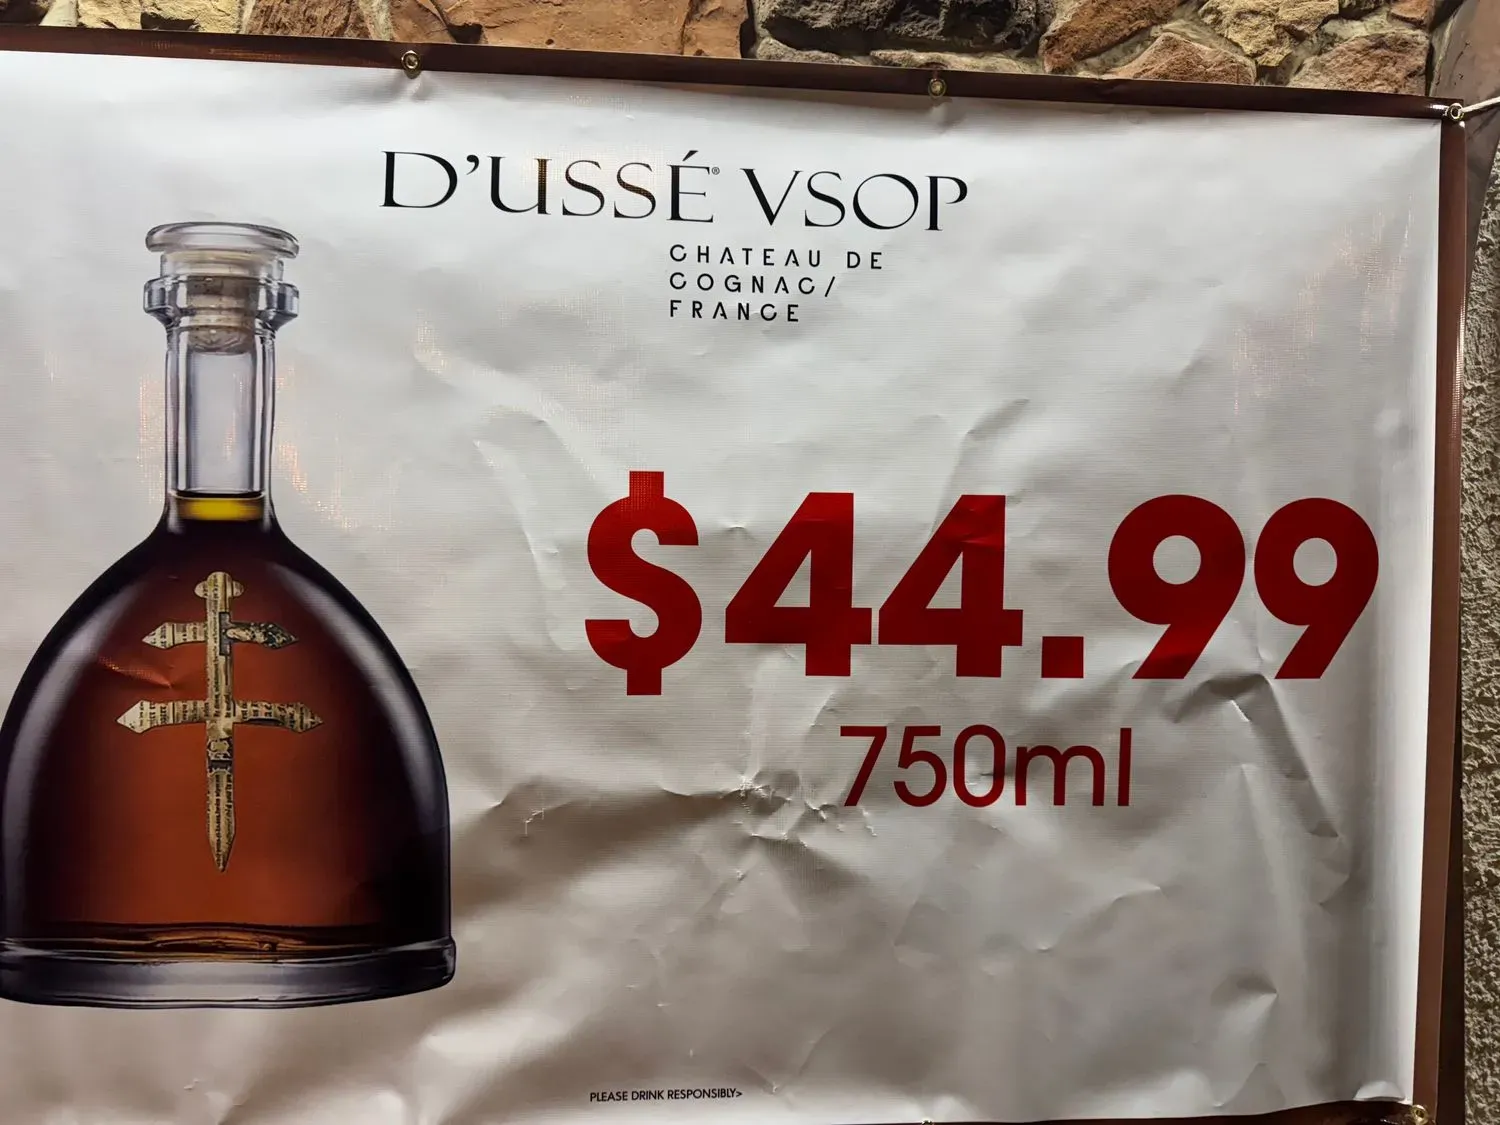 D'USSÉ® VSOP
CHATEAU DE
COGNAC/
FRANCE
$44.99
750ml
PLEASE DRINK RESPONSIBLY>